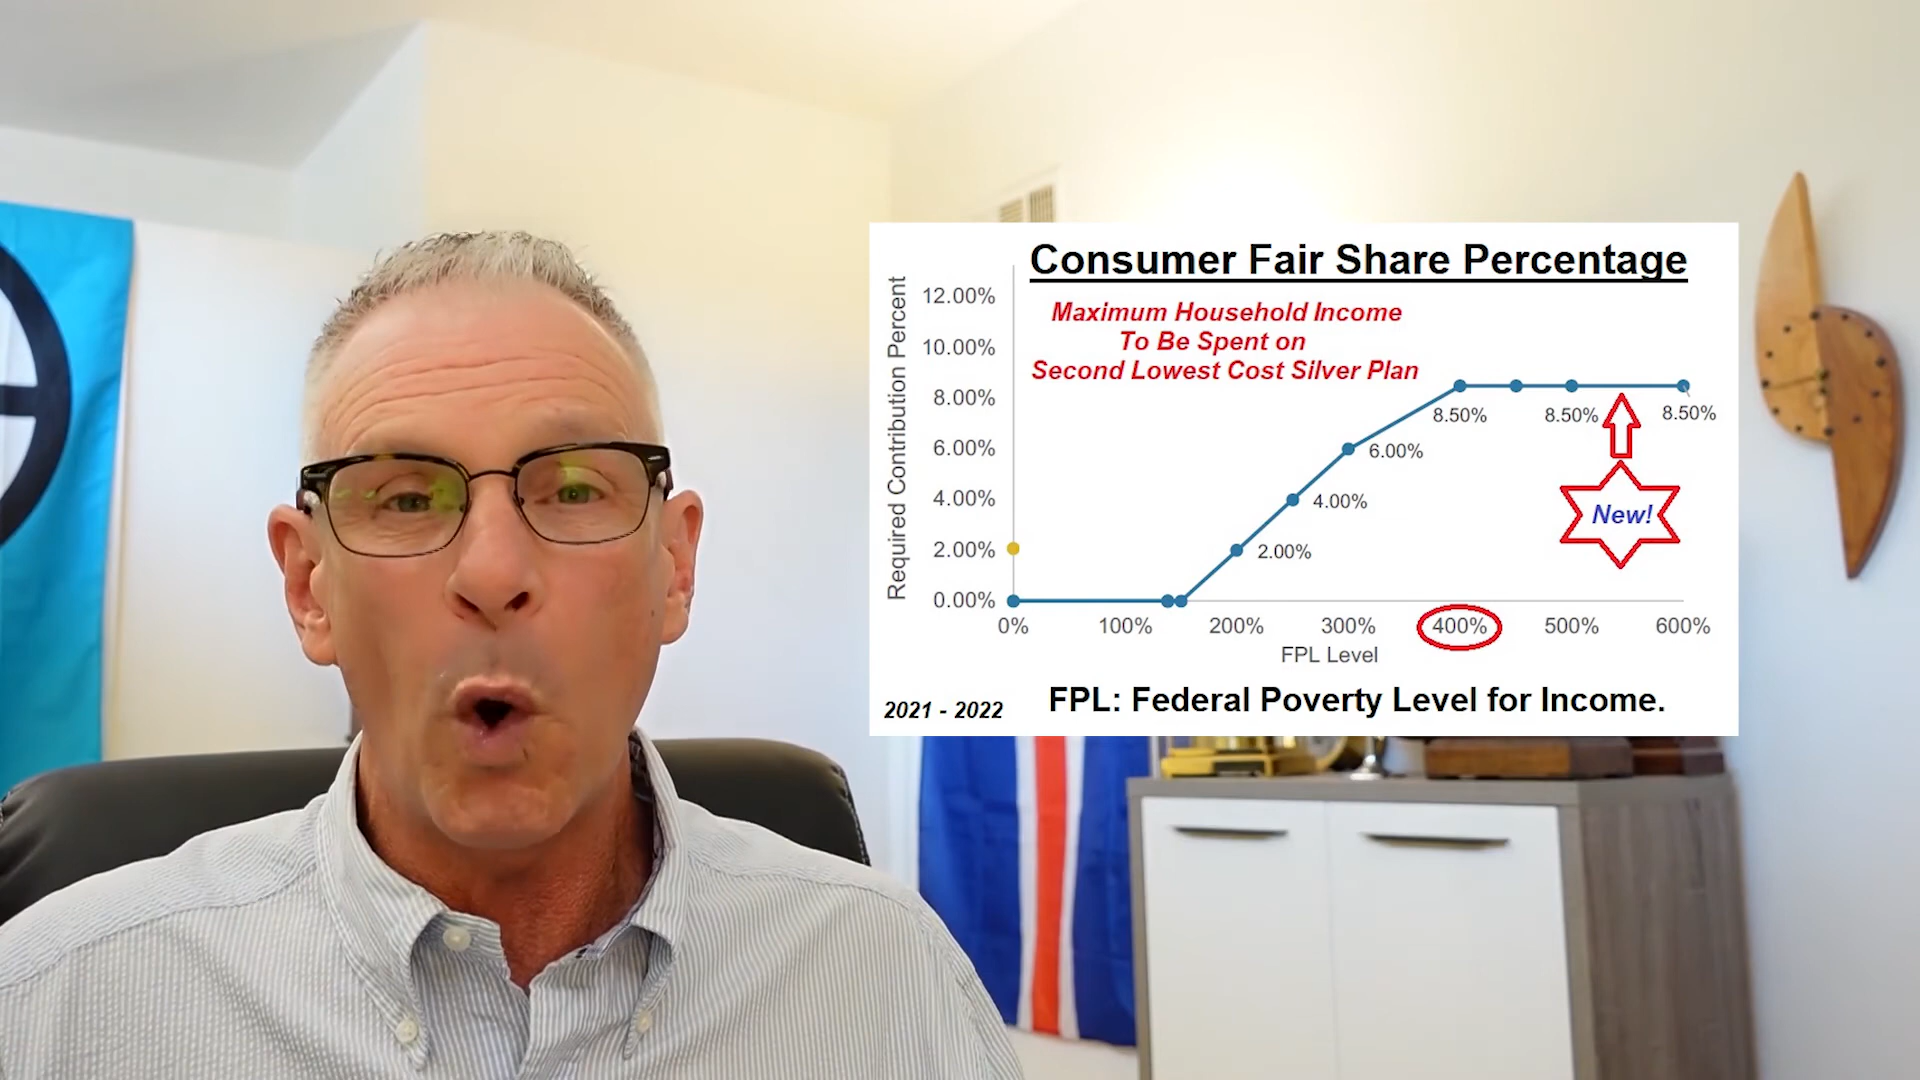 Consumer Fair Share Percentage
Maximum Household Income
To Be Spent on
Second Lowest Cost Silver Plan
Required Contribution Percent
12.00%
10.00%
8.00%
6.00%
4.00%
2.00%
0.00%
8.50%
8.50%
8.50%
6.00%
4.00%
2.00%
New!
0%
100%
200%
300%
400%
500%
600%
FPL Level
2021 - 2022
FPL: Federal Poverty Level for Income.